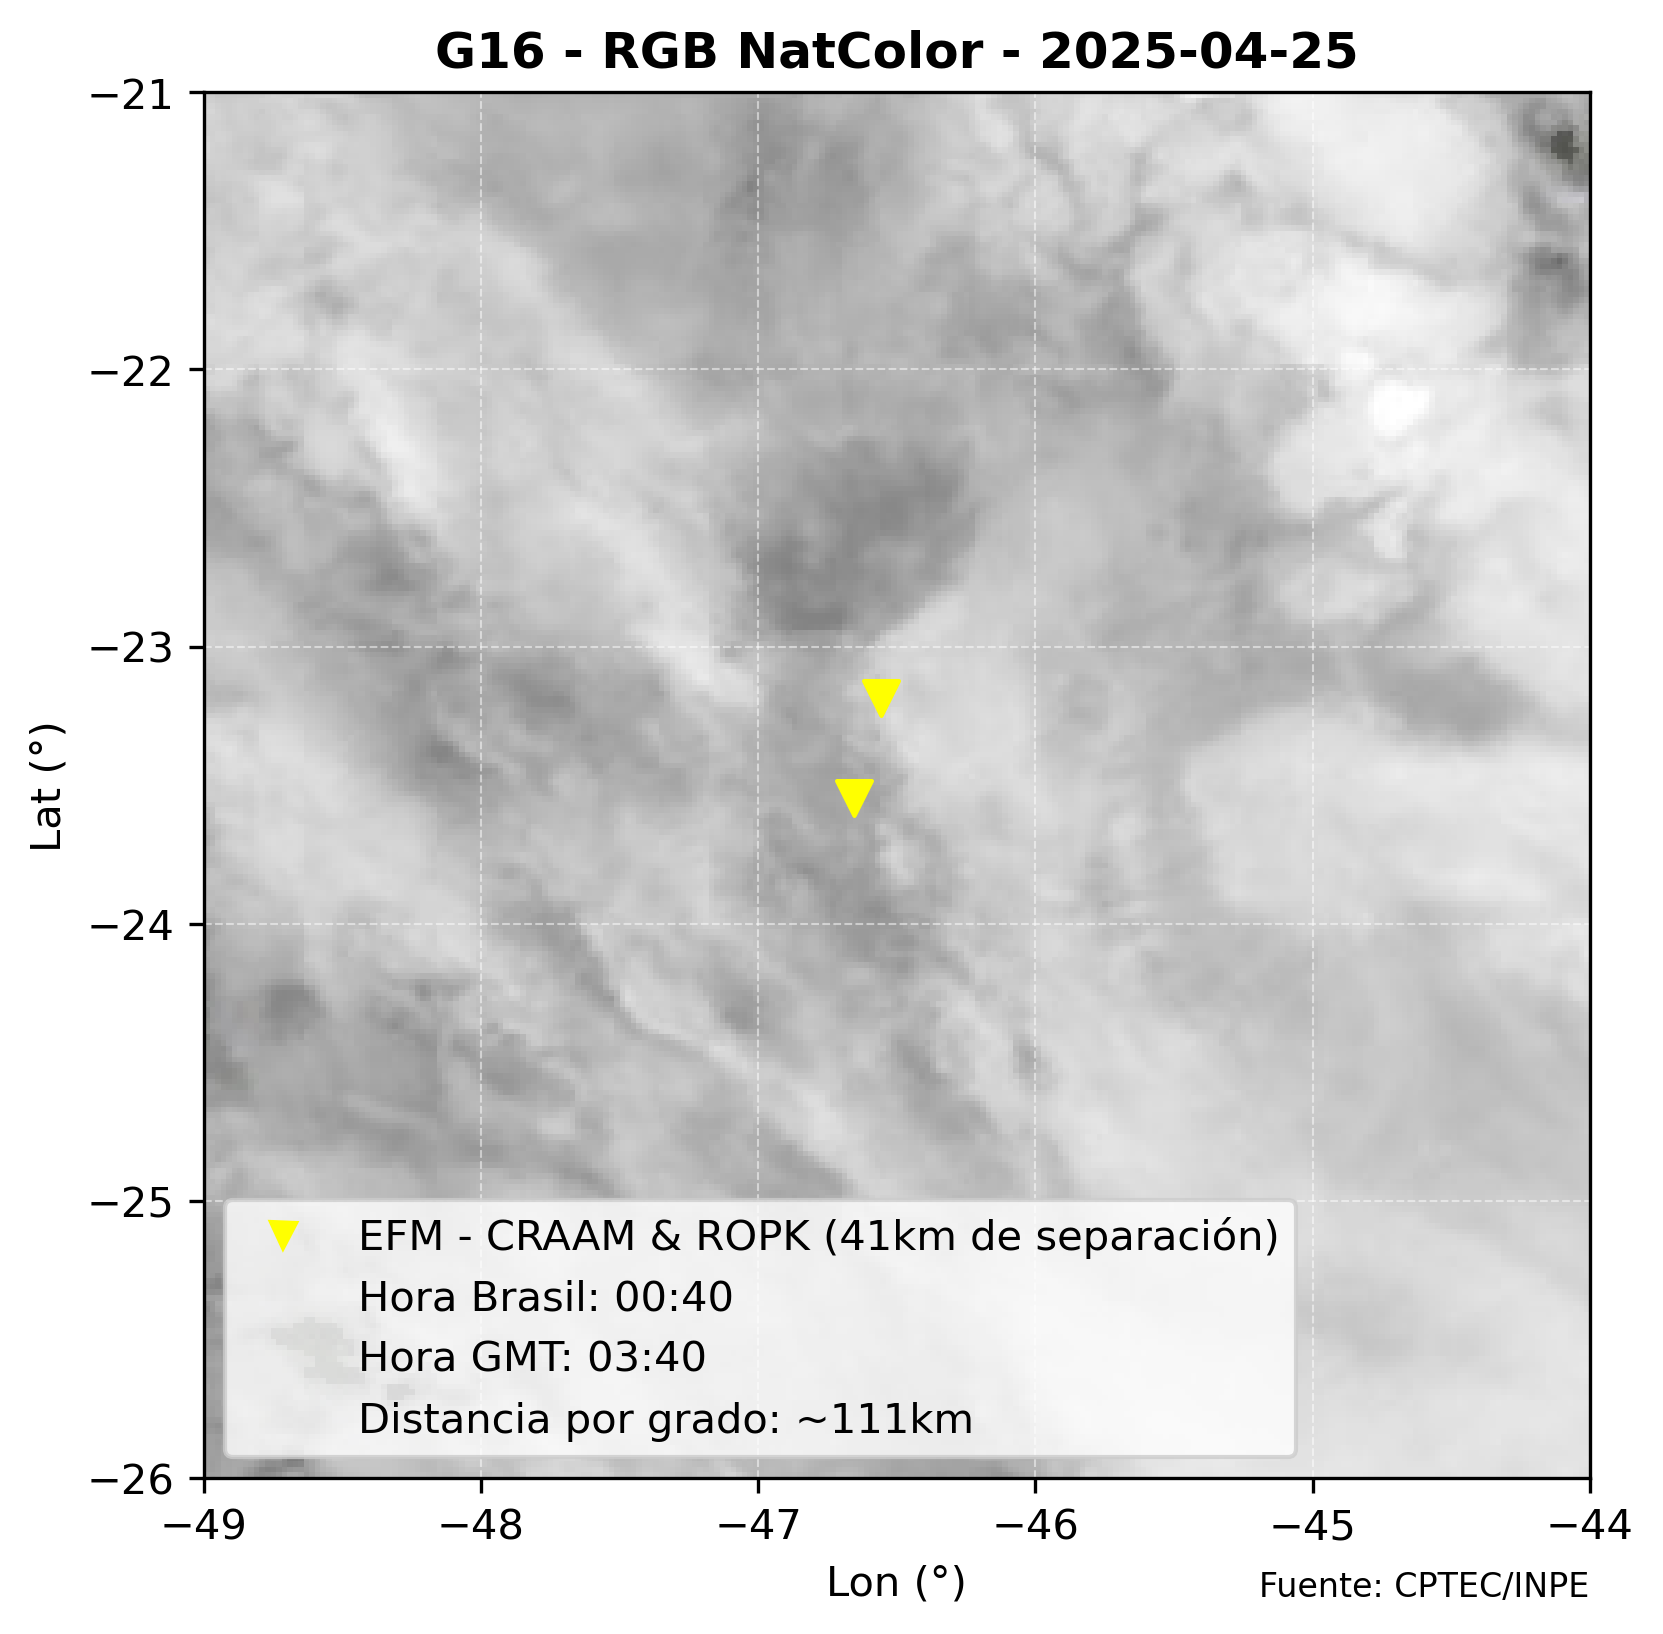 G16 - RGB NatColor - 2025-04-25
−21
−22
−23
−24
−25
−26
Lat (°)
EFM - CRAAM & ROPK (41km de separación)
Hora Brasil: 00:40
Hora GMT: 03:40
Distancia por grado: ~111km
−49 −48 −47 −46 −45 −44
Lon (°)
Fuente: CPTEC/INPE